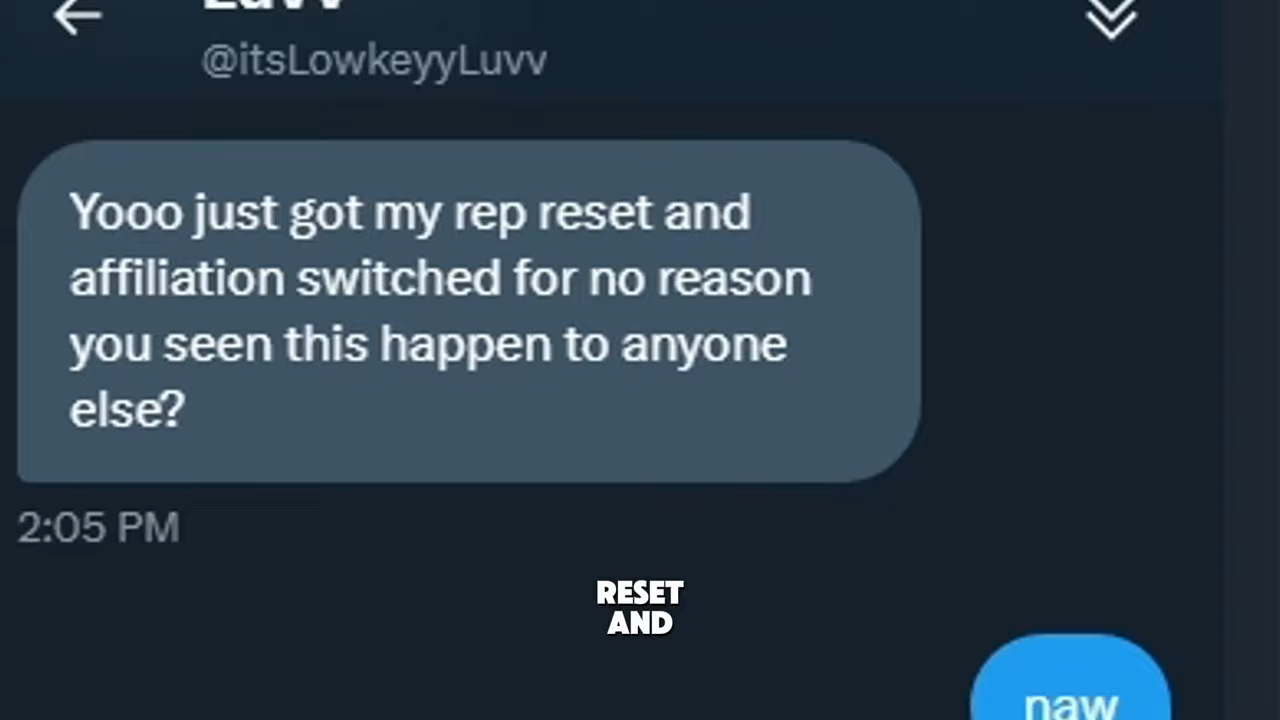 Luvv
@itsLowkeyyLuvv
Yooo just got my rep reset and
affiliation switched for no reason
you seen this happen to anyone
else?
2:05 PM
RESET
AND
naw